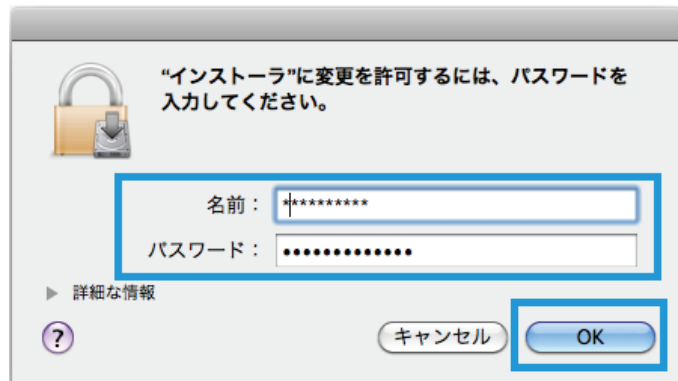 “インストーラ”に変更を許可するには、パスワードを
入力してください。
名前： **********
パスワード： •••••••••••••
▶ 詳細な情報
? キャンセル OK